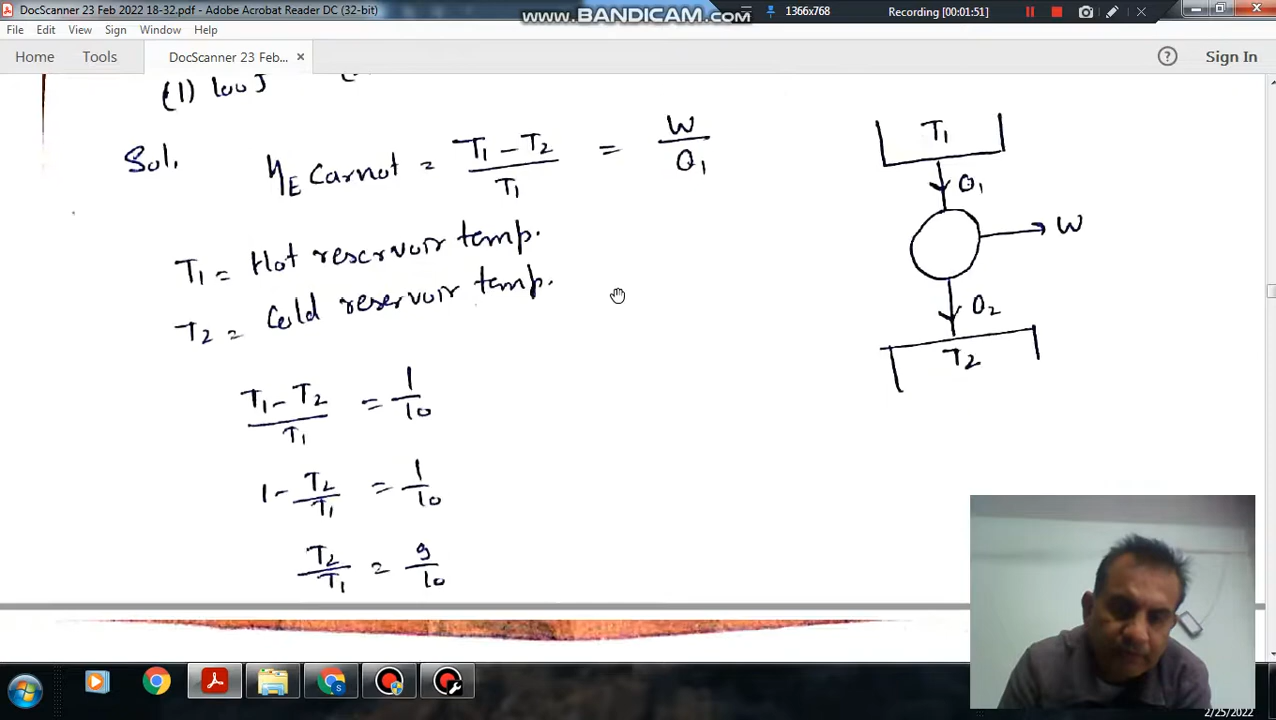 DocScanner 23 Feb 2022 18-32.pdf - Adobe Acrobat Reader DC (32-bit)
www.BANDICAM.com
1366x768
Recording [00:01:51]
File Edit View Sign Window Help
Home Tools DocScanner 23 Feb... × Sign In
(1) 100J
Sol. ηE Carnot = T1 - T2 / T1 = W / Q1
T1 = Hot reservoir temp.
T2 = Cold reservoir temp.
T1 - T2 / T1 = 1/10
1 - T2/T1 = 1/10
T2/T1 = 9/10
T1
Q1
W
Q2
T2
2/25/2022